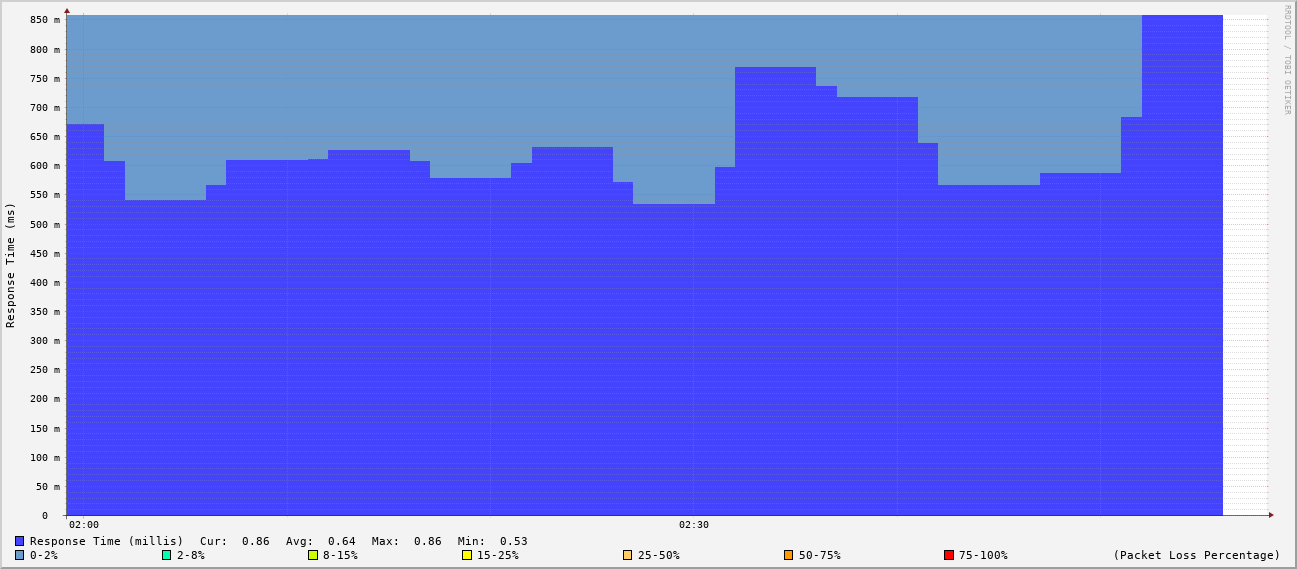 RRDTOOL / TOBI OETIKER
Response Time (ms)
850 m
800 m
750 m
700 m
650 m
600 m
550 m
500 m
450 m
400 m
350 m
300 m
250 m
200 m
150 m
100 m
50 m
0
02:00 02:30
Response Time (millis) Cur: 0.86 Avg: 0.64 Max: 0.86 Min: 0.53
0-2% 2-8% 8-15% 15-25% 25-50% 50-75% 75-100% (Packet Loss Percentage)